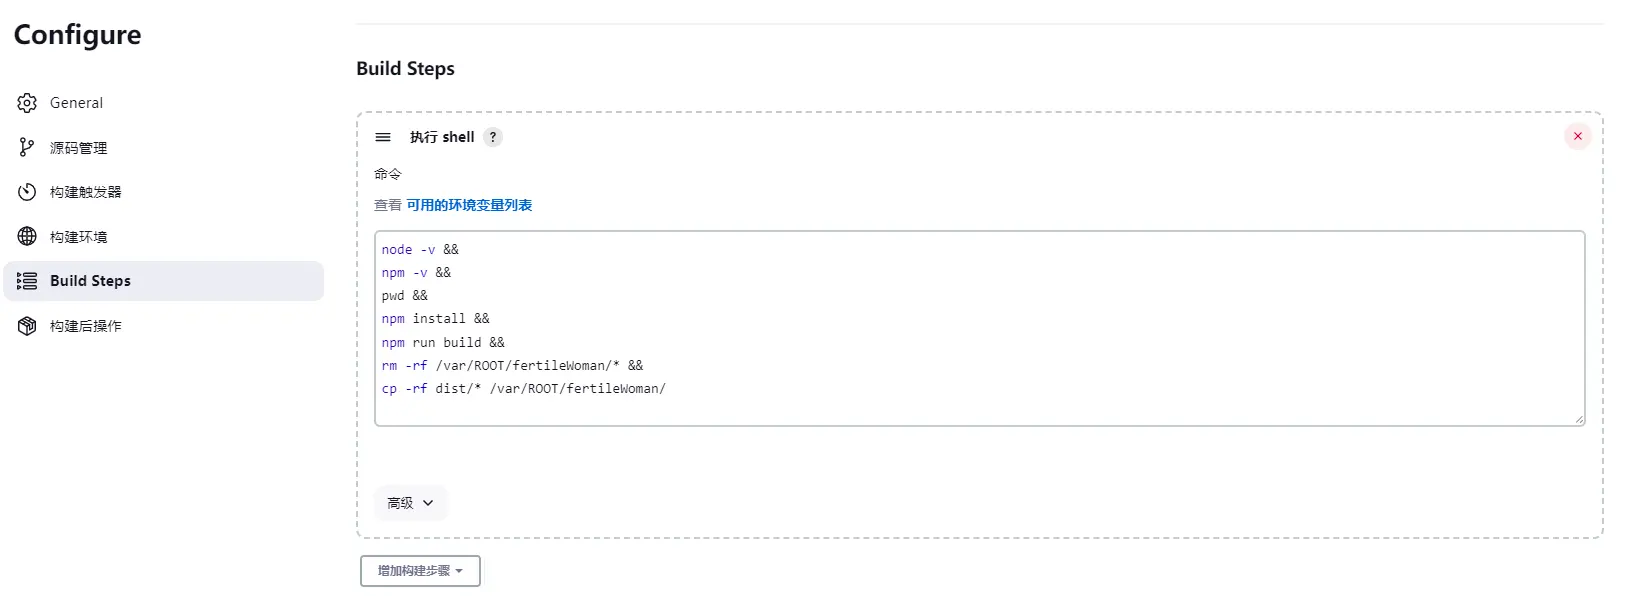 Configure
General
源码管理
构建触发器
构建环境
Build Steps
构建后操作
Build Steps
执行 shell ?
命令
查看 可用的环境变量列表
node -v &&
npm -v &&
pwd &&
npm install &&
npm run build &&
rm -rf /var/ROOT/fertileWoman/* &&
cp -rf dist/* /var/ROOT/fertileWoman/
高级
增加构建步骤